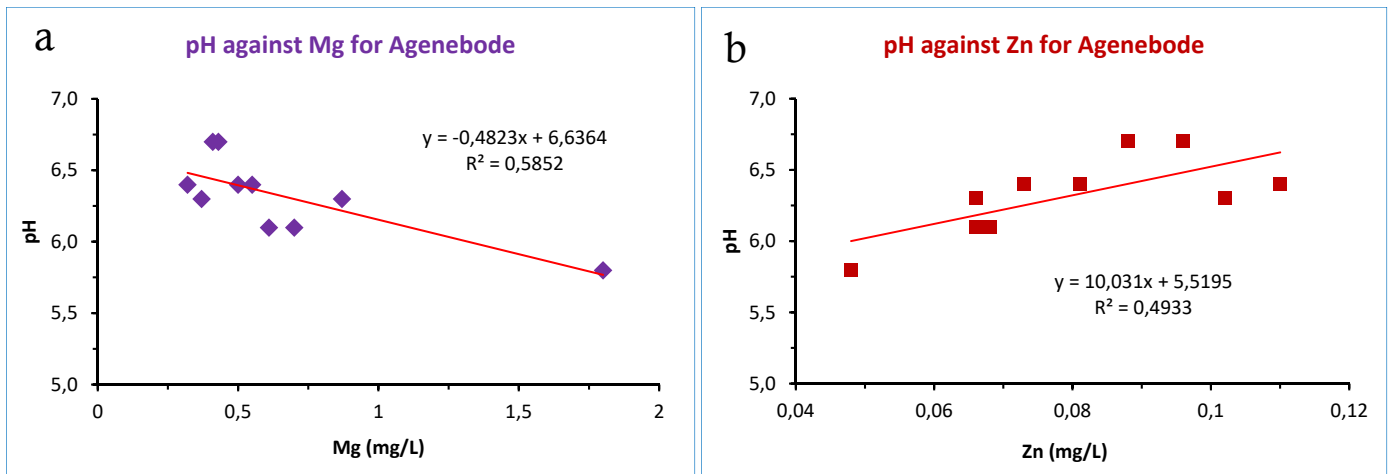 a
pH against Mg for Agenebode
7,0
6,5
6,0
5,5
5,0
pH
y = -0,4823x + 6,6364
R² = 0,5852
0
0,5
1
1,5
2
Mg (mg/L)
b
pH against Zn for Agenebode
7,0
6,5
6,0
5,5
5,0
pH
y = 10,031x + 5,5195
R² = 0,4933
0,04
0,06
0,08
0,1
0,12
Zn (mg/L)